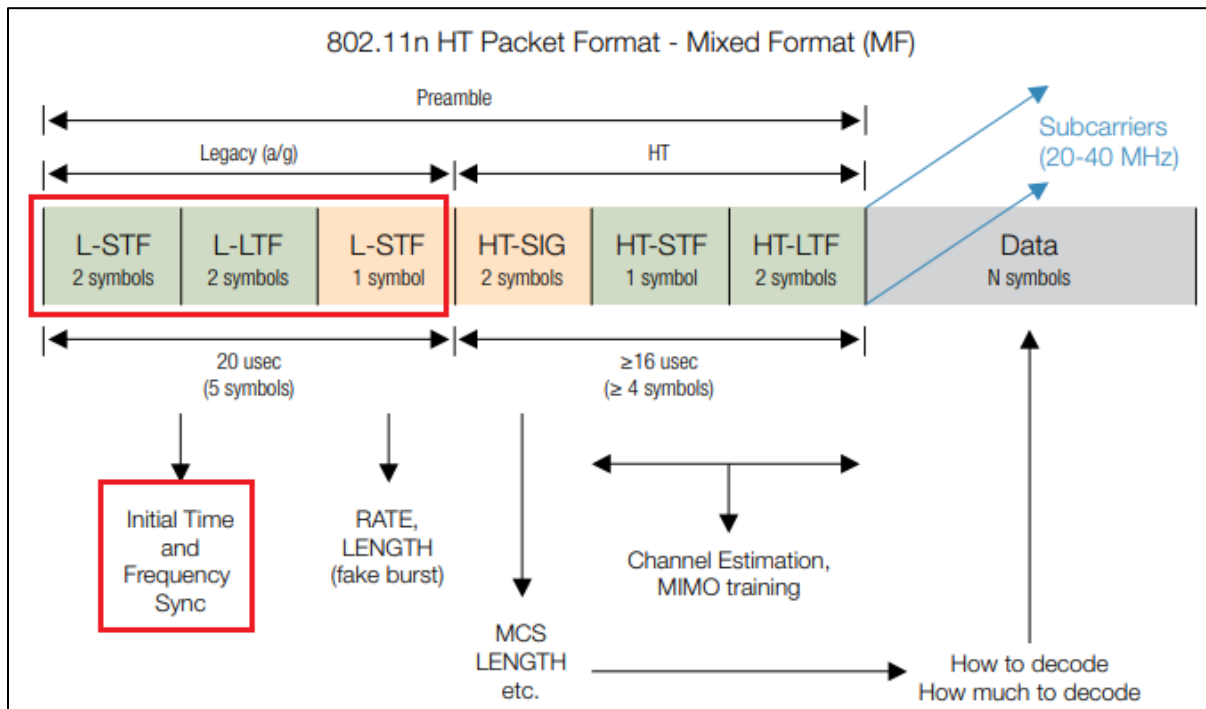 802.11n HT Packet Format - Mixed Format (MF)
Preamble
Subcarriers
(20-40 MHz)
Legacy (a/g)
HT
L-STF
2 symbols
L-LTF
2 symbols
L-STF
1 symbol
HT-SIG
2 symbols
HT-STF
1 symbol
HT-LTF
2 symbols
Data
N symbols
20 usec
(5 symbols)
≥16 usec
(≥ 4 symbols)
Initial Time
and
Frequency
Sync
RATE,
LENGTH
(fake burst)
Channel Estimation,
MIMO training
MCS
LENGTH
etc.
How to decode
How much to decode